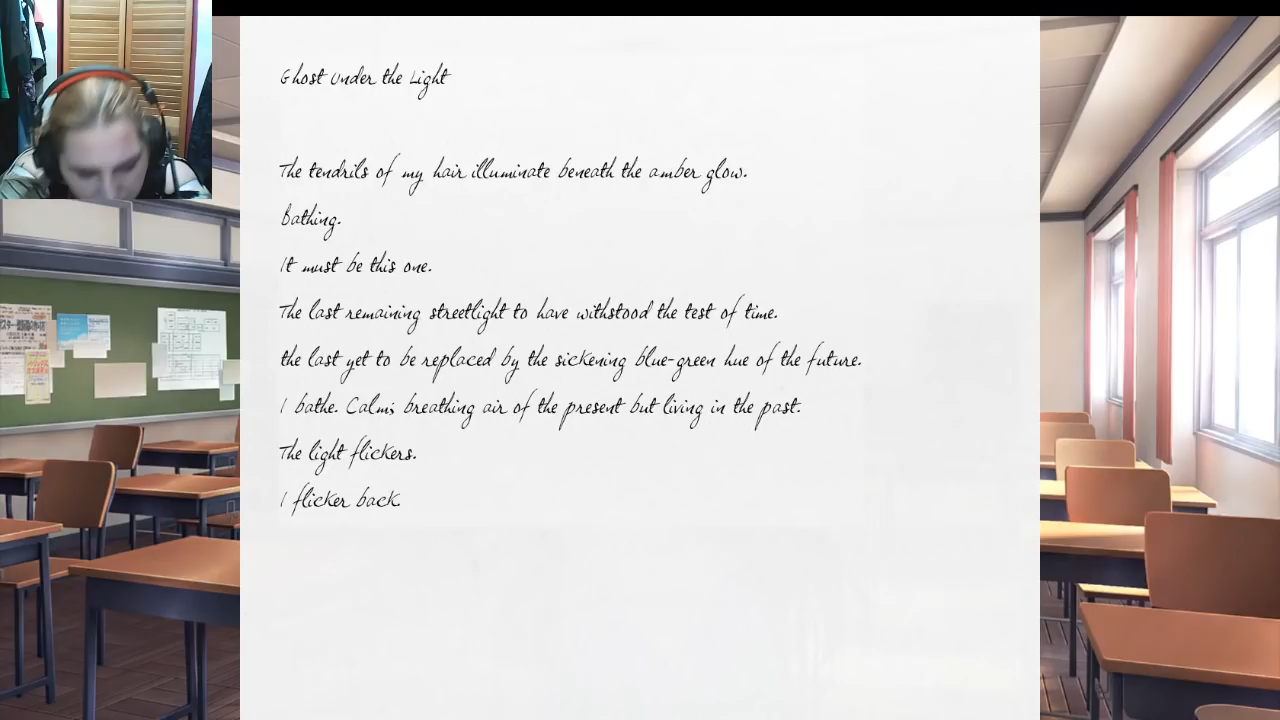 Ghost Under the Light
The tendrils of my hair illuminate beneath the amber glow.
Bathing.
It must be this one.
The last remaining streetlight to have withstood the test of time.
the last yet to be replaced by the sickening blue-green hue of the future.
I bathe. Calm; breathing air of the present but living in the past.
The light flickers.
I flicker back.